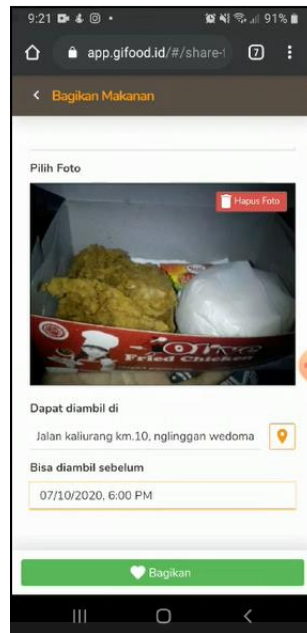 9:21
91%
app.gifood.id/#/share-f
7
Bagikan Makanan
Pilih Foto
Hapus Foto
Olive
Fried Chicken
Dapat diambil di
Jalan kaliurang km.10, nglinggan wedoma
Bisa diambil sebelum
07/10/2020, 6:00 PM
Bagikan